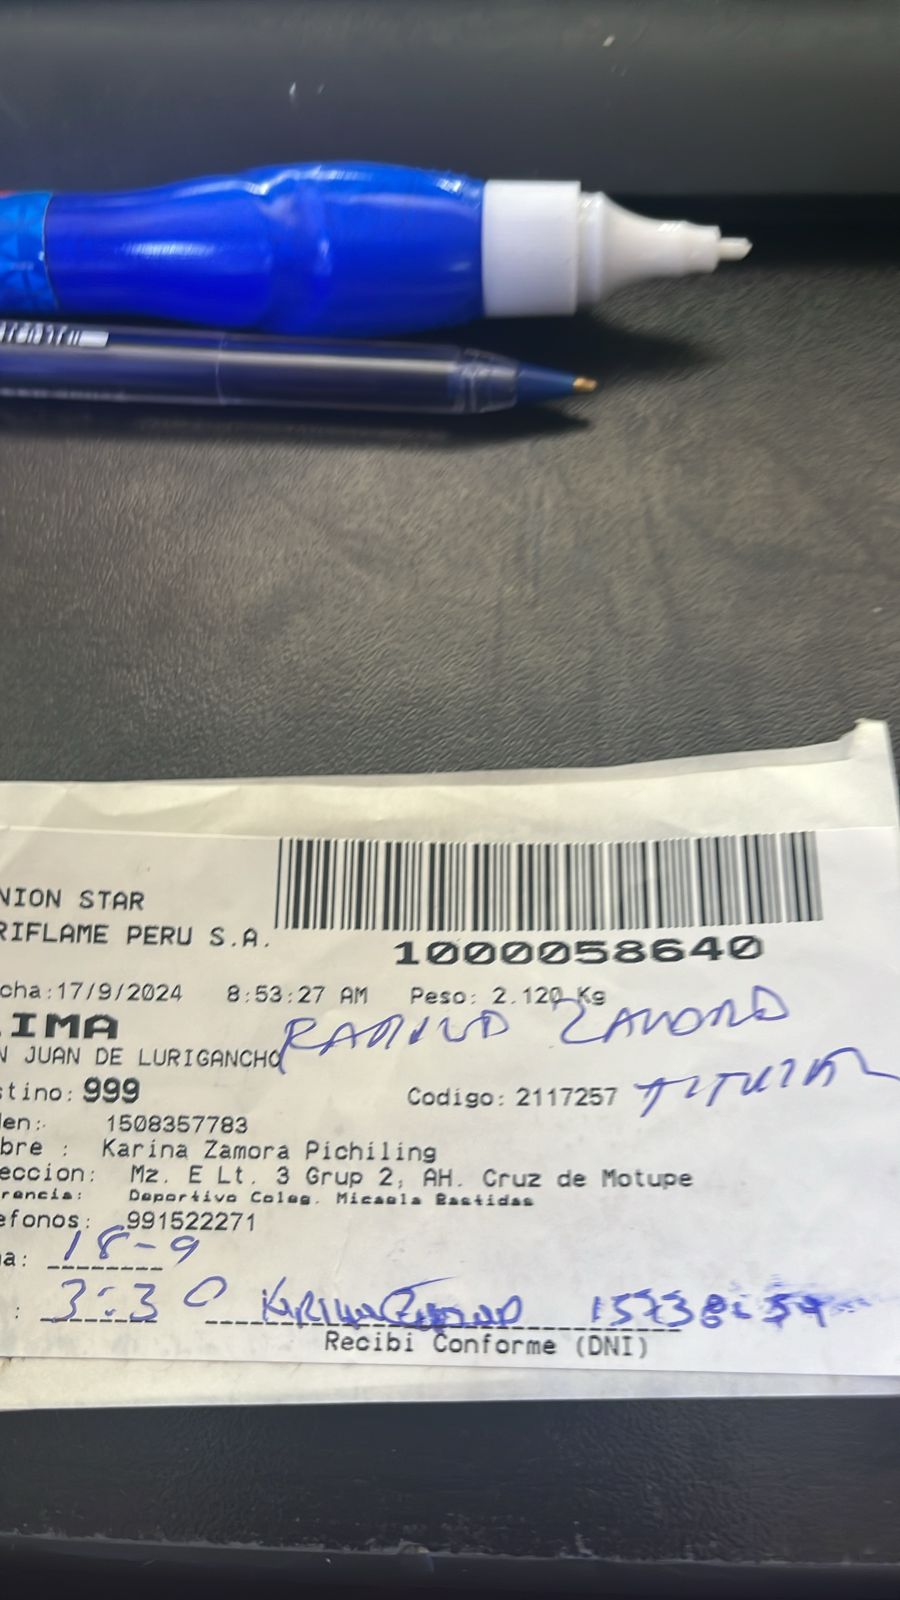 NION STAR
RIFLAME PERU S.A.
1000058640
cha:17/9/2024 8:53:27 AM Peso: 2.120 Kg
IMA
N JUAN DE LURIGANCHO
ZAMORA
stino: 999 Codigo: 2117257
den: 1508357783
bre : Karina Zamora Pichiling
eccion: Mz. E Lt. 3 Grup 2, AH. Cruz de Motupe
rencia: Deportivo Coleg. Micaela Bastidas
efonos: 991522271
a: 18-9
: 3:30
Recibi Conforme (DNI)